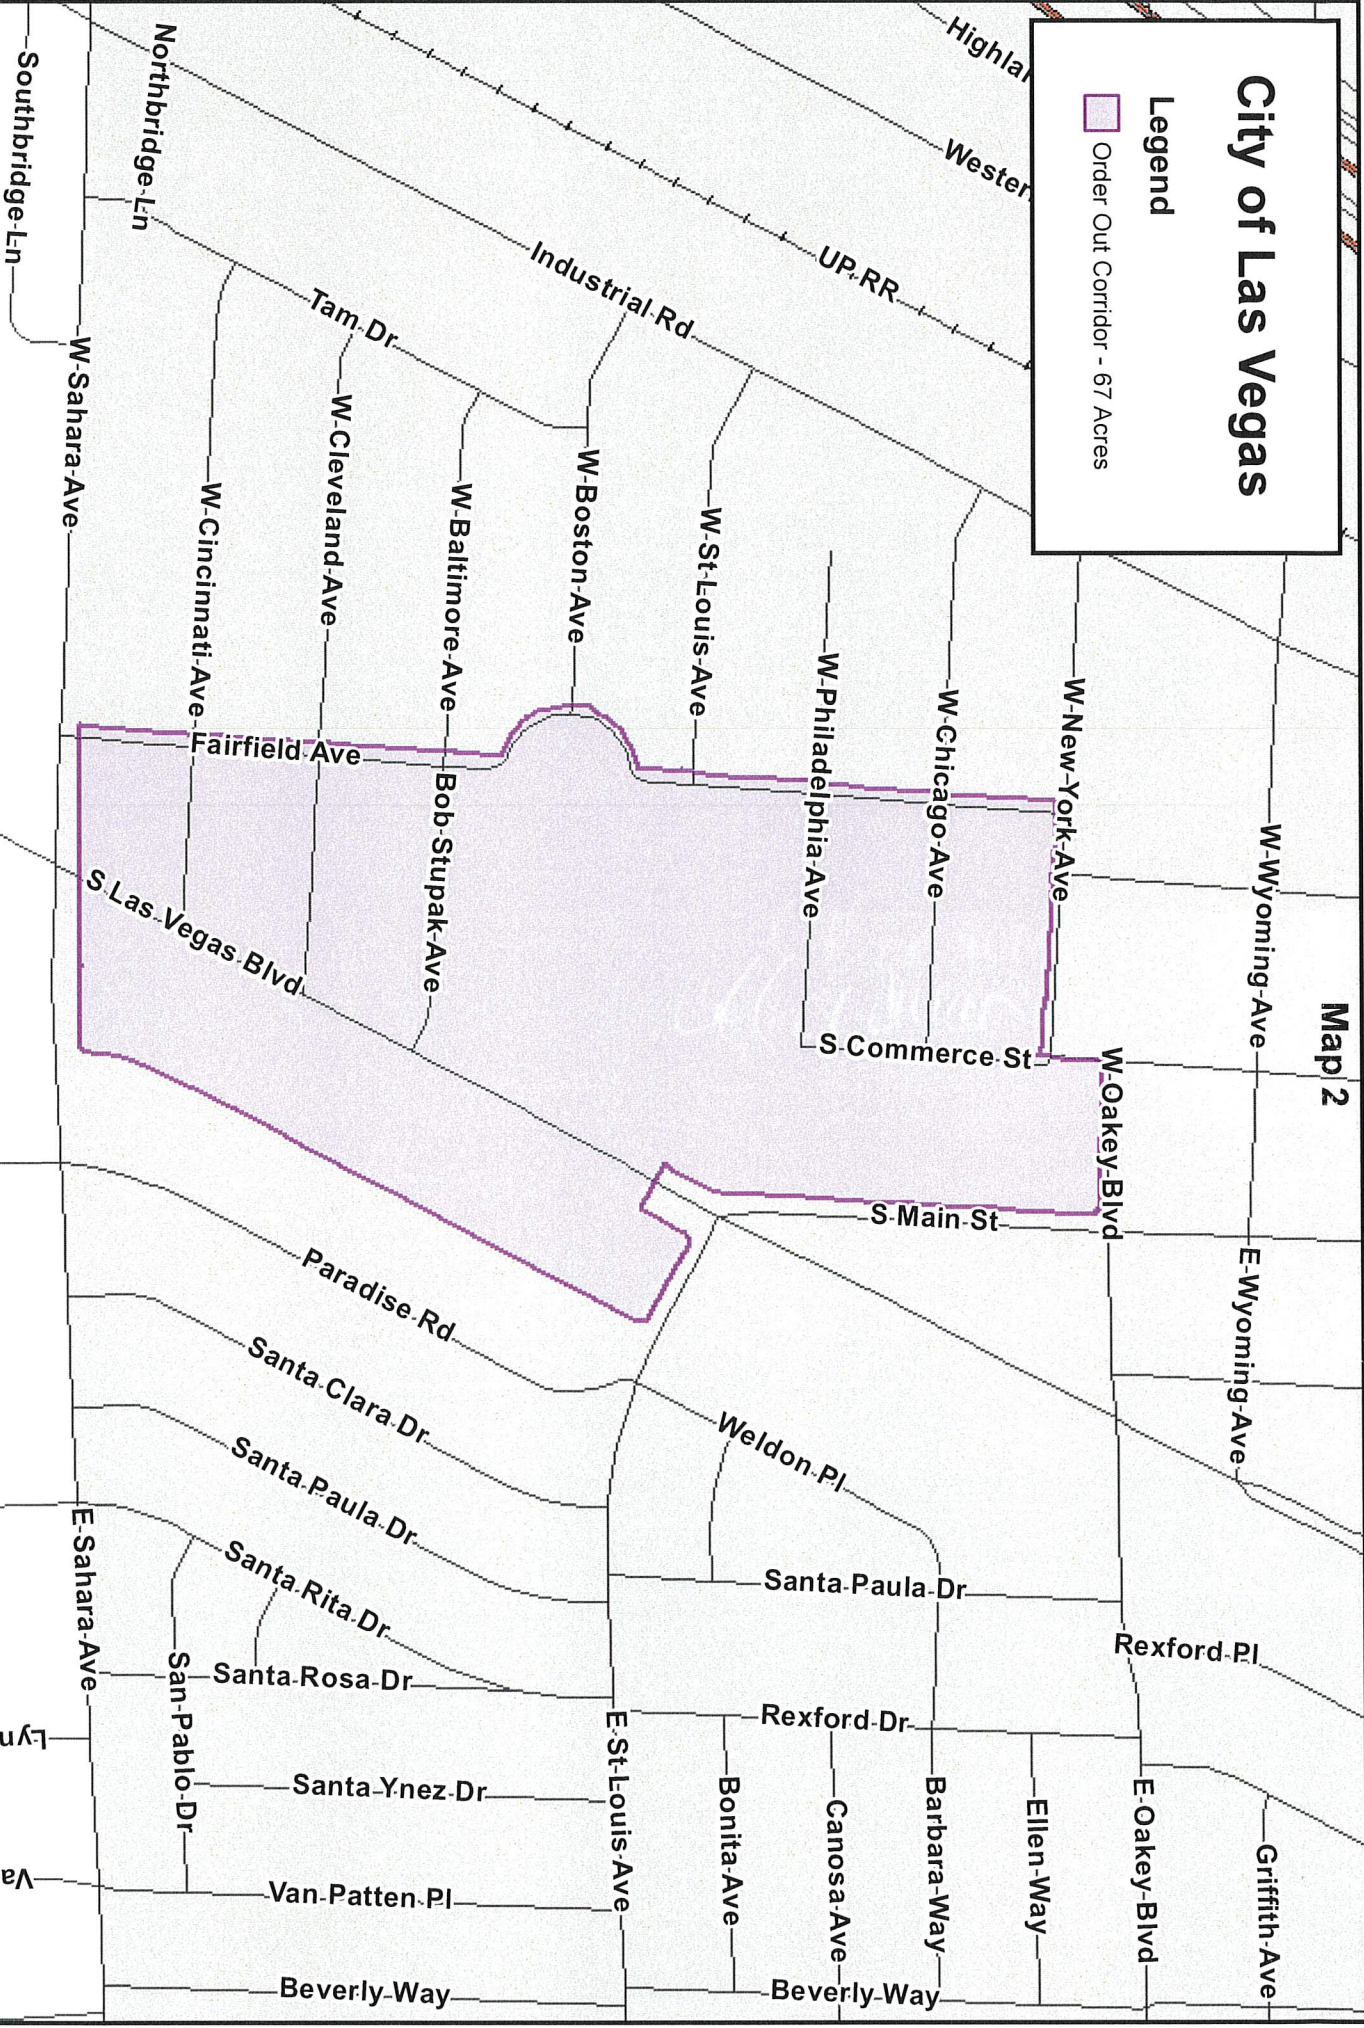 Map 2
City of Las Vegas
Legend
Order Out Corridor - 67 Acres
W-Wyoming-Ave
E-Wyoming-Ave
Rexford-Pl
Griffith-Ave
W-Oakey-Blvd
E-Oakey-Blvd
W-New-York-Ave
Ellen-Way
Wester
UP-RR
W-Chicago-Ave
S-Commerce-St
S-Main-St
Santa-Paula-Dr
Barbara-Way
W-Philadelphia-Ave
Rexford-Dr
Canosa-Ave
Beverly-Way
Weldon-Pl
Bonita-Ave
W-St-Louis-Ave
E-St-Louis-Ave
Industrial-Rd
W-Boston-Ave
W-Baltimore-Ave
Bob-Stupak-Ave
Tam-Dr
W-Cleveland-Ave
W-Cincinnati-Ave
Fairfield Ave
S Las Vegas Blvd
Paradise-Rd
Santa-Clara-Dr
Santa-Paula-Dr
Santa-Rita-Dr
Santa-Rosa-Dr
Santa-Ynez-Dr
Van-Patten-Pl
Beverly-Way
San-Pablo-Dr
Northbridge-Ln
W-Sahara-Ave
E-Sahara-Ave
Southbridge-Ln
Lyn
Va
Highla